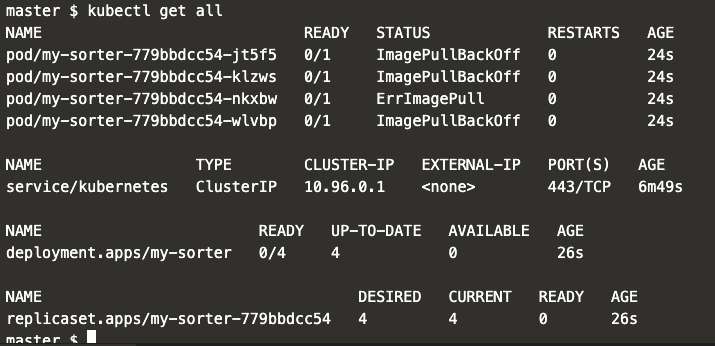 master $ kubectl get all
NAME READY STATUS RESTARTS AGE
pod/my-sorter-779bbdcc54-jt5f5 0/1 ImagePullBackOff 0 24s
pod/my-sorter-779bbdcc54-klzws 0/1 ImagePullBackOff 0 24s
pod/my-sorter-779bbdcc54-nkxbw 0/1 ErrImagePull 0 24s
pod/my-sorter-779bbdcc54-wlvbp 0/1 ImagePullBackOff 0 24s
NAME TYPE CLUSTER-IP EXTERNAL-IP PORT(S) AGE
service/kubernetes ClusterIP 10.96.0.1 <none> 443/TCP 6m49s
NAME READY UP-TO-DATE AVAILABLE AGE
deployment.apps/my-sorter 0/4 4 0 26s
NAME DESIRED CURRENT READY AGE
replicaset.apps/my-sorter-779bbdcc54 4 4 0 26s
master $